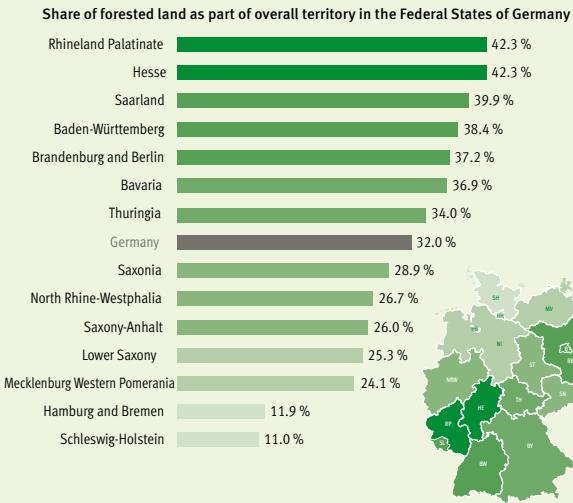 Share of forested land as part of overall territory in the Federal States of Germany
Rhineland Palatinate 42.3 %
Hesse 42.3 %
Saarland 39.9 %
Baden-Württemberg 38.4 %
Brandenburg and Berlin 37.2 %
Bavaria 36.9 %
Thuringia 34.0 %
Germany 32.0 %
Saxonia 28.9 %
North Rhine-Westphalia 26.7 %
Saxony-Anhalt 26.0 %
Lower Saxony 25.3 %
Mecklenburg Western Pomerania 24.1 %
Hamburg and Bremen 11.9 %
Schleswig-Holstein 11.0 %
SH
MV
HH
HB
NI
ST
NRW
SN
TH
HE
RP
SL
BW
BY